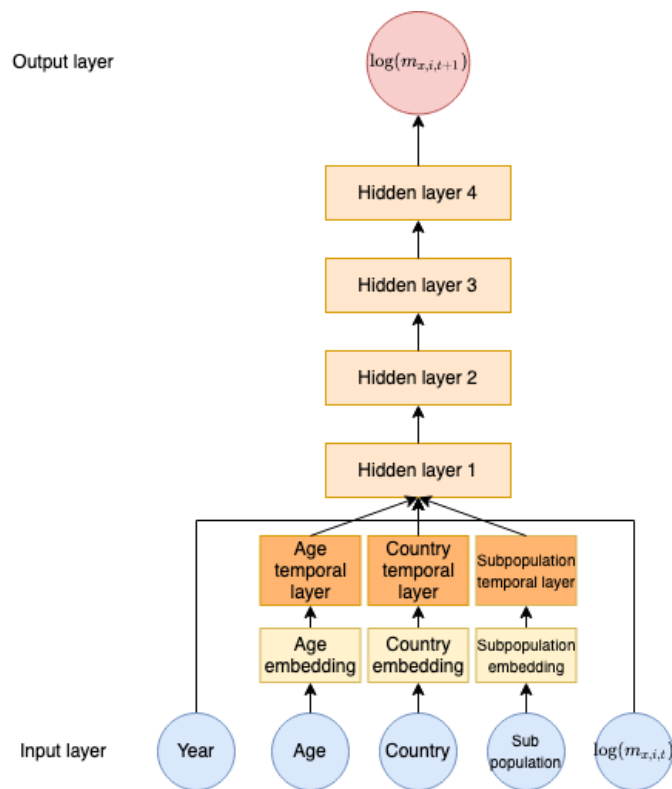 Output layer
log(m_{x,i,t+1})
Hidden layer 4
Hidden layer 3
Hidden layer 2
Hidden layer 1
Age
temporal
layer
Country
temporal
layer
Subpopulation
temporal layer
Age
embedding
Country
embedding
Subpopulation
embedding
Input layer
Year
Age
Country
Sub
population
log(m_{x,i,t})